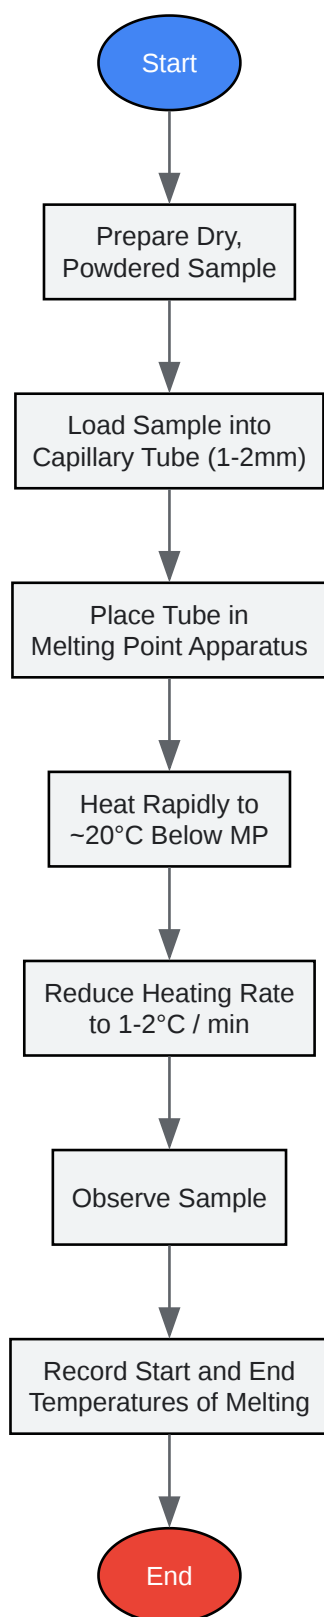 Start
Prepare Dry,
Powdered Sample
Load Sample into
Capillary Tube (1-2mm)
Place Tube in
Melting Point Apparatus
Heat Rapidly to
~20°C Below MP
Reduce Heating Rate
to 1-2°C / min
Observe Sample
Record Start and End
Temperatures of Melting
End